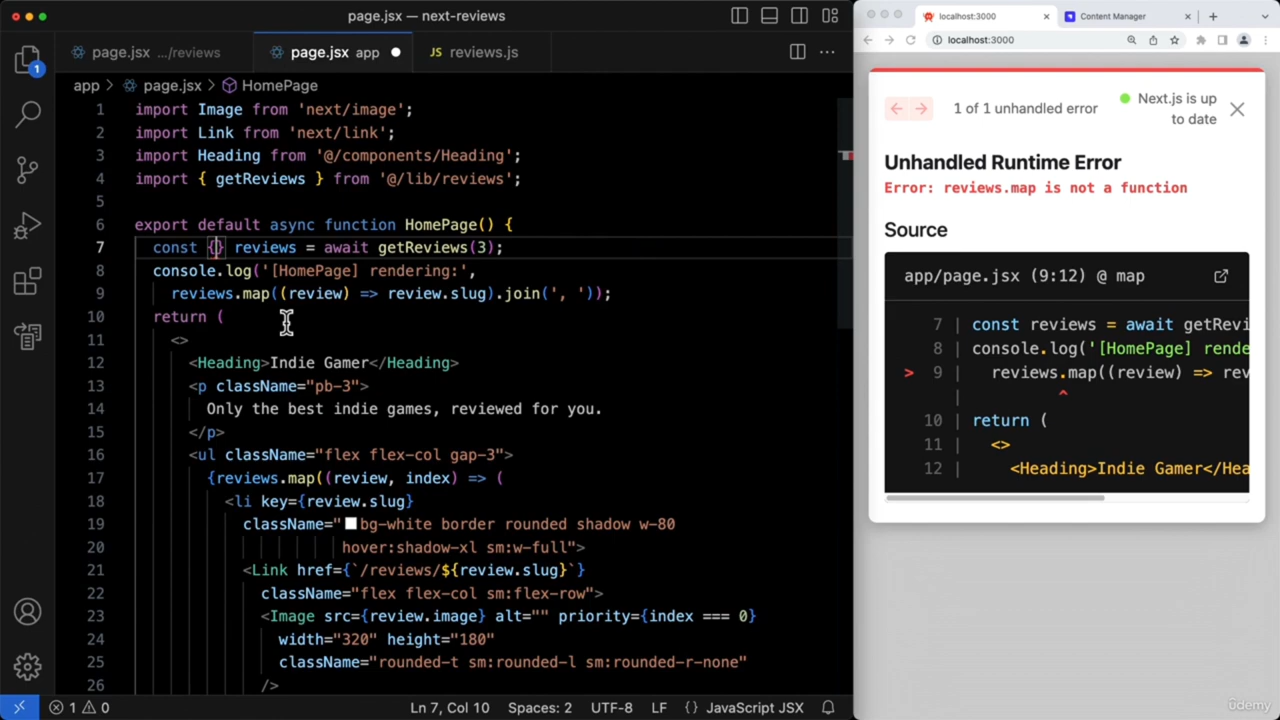 page.jsx — next-reviews
page.jsx .../reviews
page.jsx app
JS reviews.js
app > page.jsx > HomePage
1 import Image from 'next/image';
2 import Link from 'next/link';
3 import Heading from '@/components/Heading';
4 import { getReviews } from '@/lib/reviews';
5
6 export default async function HomePage() {
7 const {} reviews = await getReviews(3);
8 console.log('[HomePage] rendering:',
9 reviews.map((review) => review.slug).join(', '));
10 return (
11 <>
12 <Heading>Indie Gamer</Heading>
13 <p className="pb-3">
14 Only the best indie games, reviewed for you.
15 </p>
16 <ul className="flex flex-col gap-3">
17 {reviews.map((review, index) => (
18 <li key={review.slug}
19 className="bg-white border rounded shadow w-80
20 hover:shadow-xl sm:w-full">
21 <Link href={`/reviews/${review.slug}`}
22 className="flex flex-col sm:flex-row">
23 <Image src={review.image} alt="" priority={index === 0}
24 width="320" height="180"
25 className="rounded-t sm:rounded-l sm:rounded-r-none"
26 />
1
1 0
Ln 7, Col 10
Spaces: 2
UTF-8
LF
{} JavaScript JSX
localhost:3000
Content Manager
localhost:3000
1 of 1 unhandled error
Next.js is up
to date
Unhandled Runtime Error
Error: reviews.map is not a function
Source
app/page.jsx (9:12) @ map
7 | const reviews = await getRevi
8 | console.log('[HomePage] rende
> 9 | reviews.map((review) => rev
| ^
10 | return (
11 | <>
12 | <Heading>Indie Gamer</Hea
ûdemy